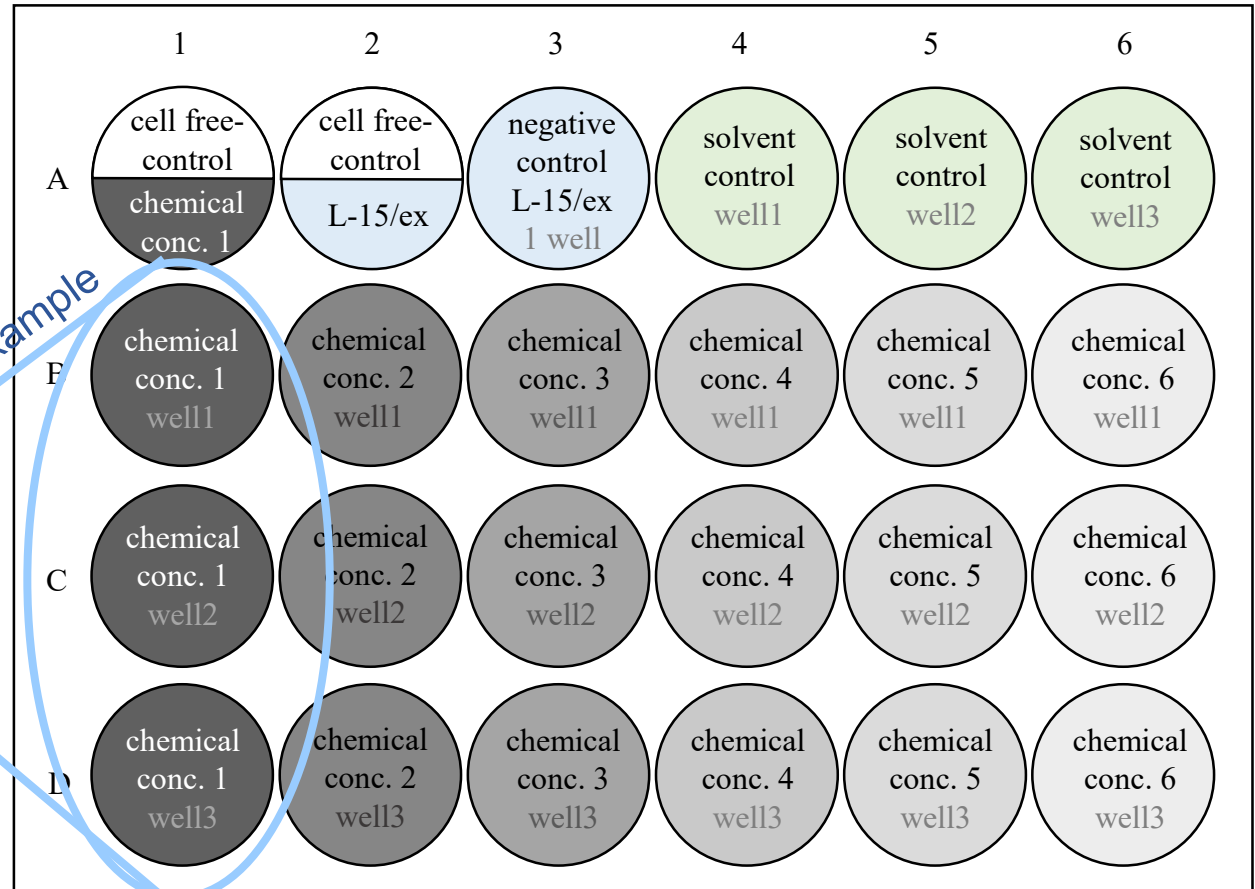 1 2 3 4 5 6
A
cell free-
control
chemical
conc. 1
cell free-
control
L-15/ex
negative
control
L-15/ex
1 well
solvent
control
well1
solvent
control
well2
solvent
control
well3
B
chemical
conc. 1
well1
chemical
conc. 2
well1
chemical
conc. 3
well1
chemical
conc. 4
well1
chemical
conc. 5
well1
chemical
conc. 6
well1
C
chemical
conc. 1
well2
chemical
conc. 2
well2
chemical
conc. 3
well2
chemical
conc. 4
well2
chemical
conc. 5
well2
chemical
conc. 6
well2
D
chemical
conc. 1
well3
chemical
conc. 2
well3
chemical
conc. 3
well3
chemical
conc. 4
well3
chemical
conc. 5
well3
chemical
conc. 6
well3